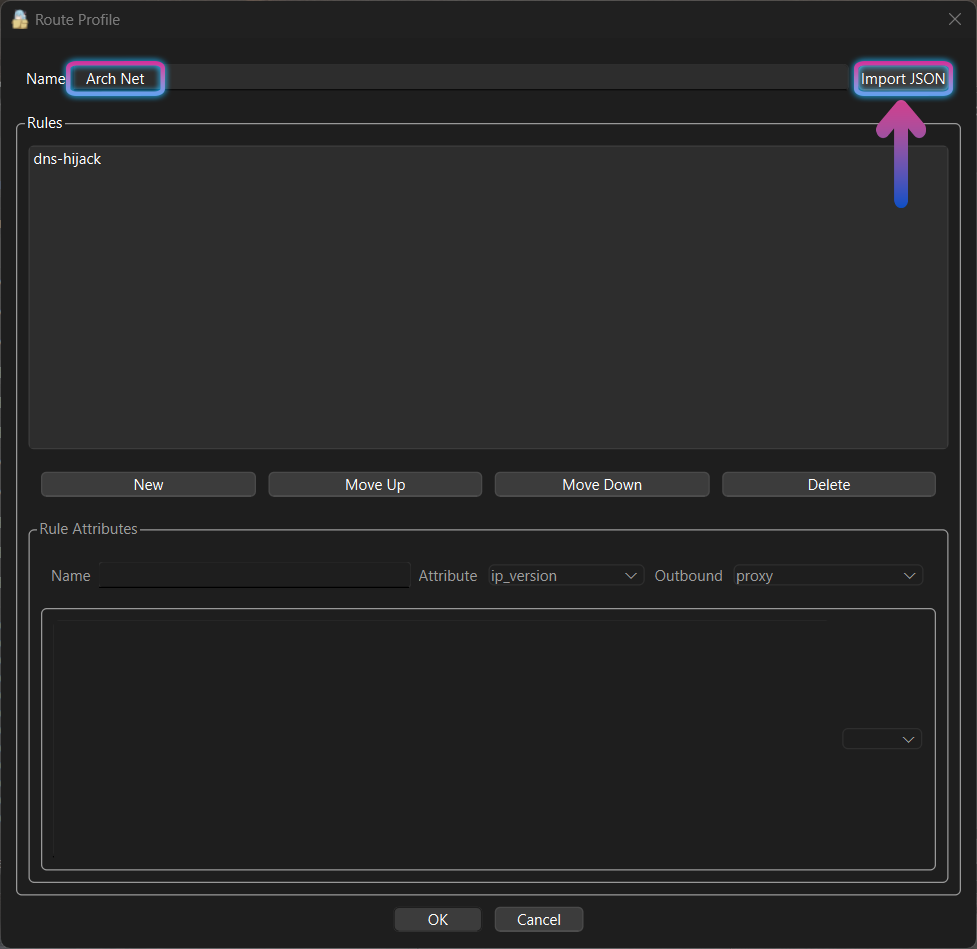 Route Profile
Name Arch Net Import JSON
Rules
dns-hijack
New Move Up Move Down Delete
Rule Attributes
Name Attribute ip_version Outbound proxy
OK Cancel